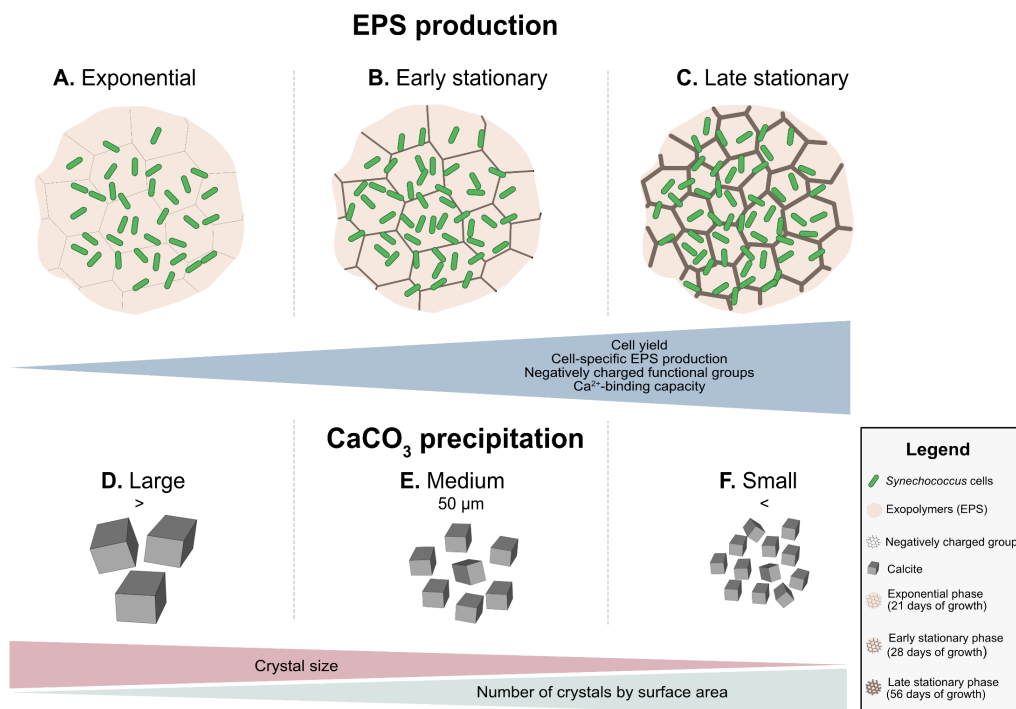 EPS production
A. Exponential
B. Early stationary
C. Late stationary
Cell yield
Cell-specific EPS production
Negatively charged functional groups
Ca²⁺-binding capacity
CaCO₃ precipitation
D. Large
>
E. Medium
50 µm
F. Small
<
Crystal size
Number of crystals by surface area
Legend
Synechococcus cells
Exopolymers (EPS)
Negatively charged group
Calcite
Exponential phase
(21 days of growth)
Early stationary phase
(28 days of growth)
Late stationary phase
(56 days of growth)